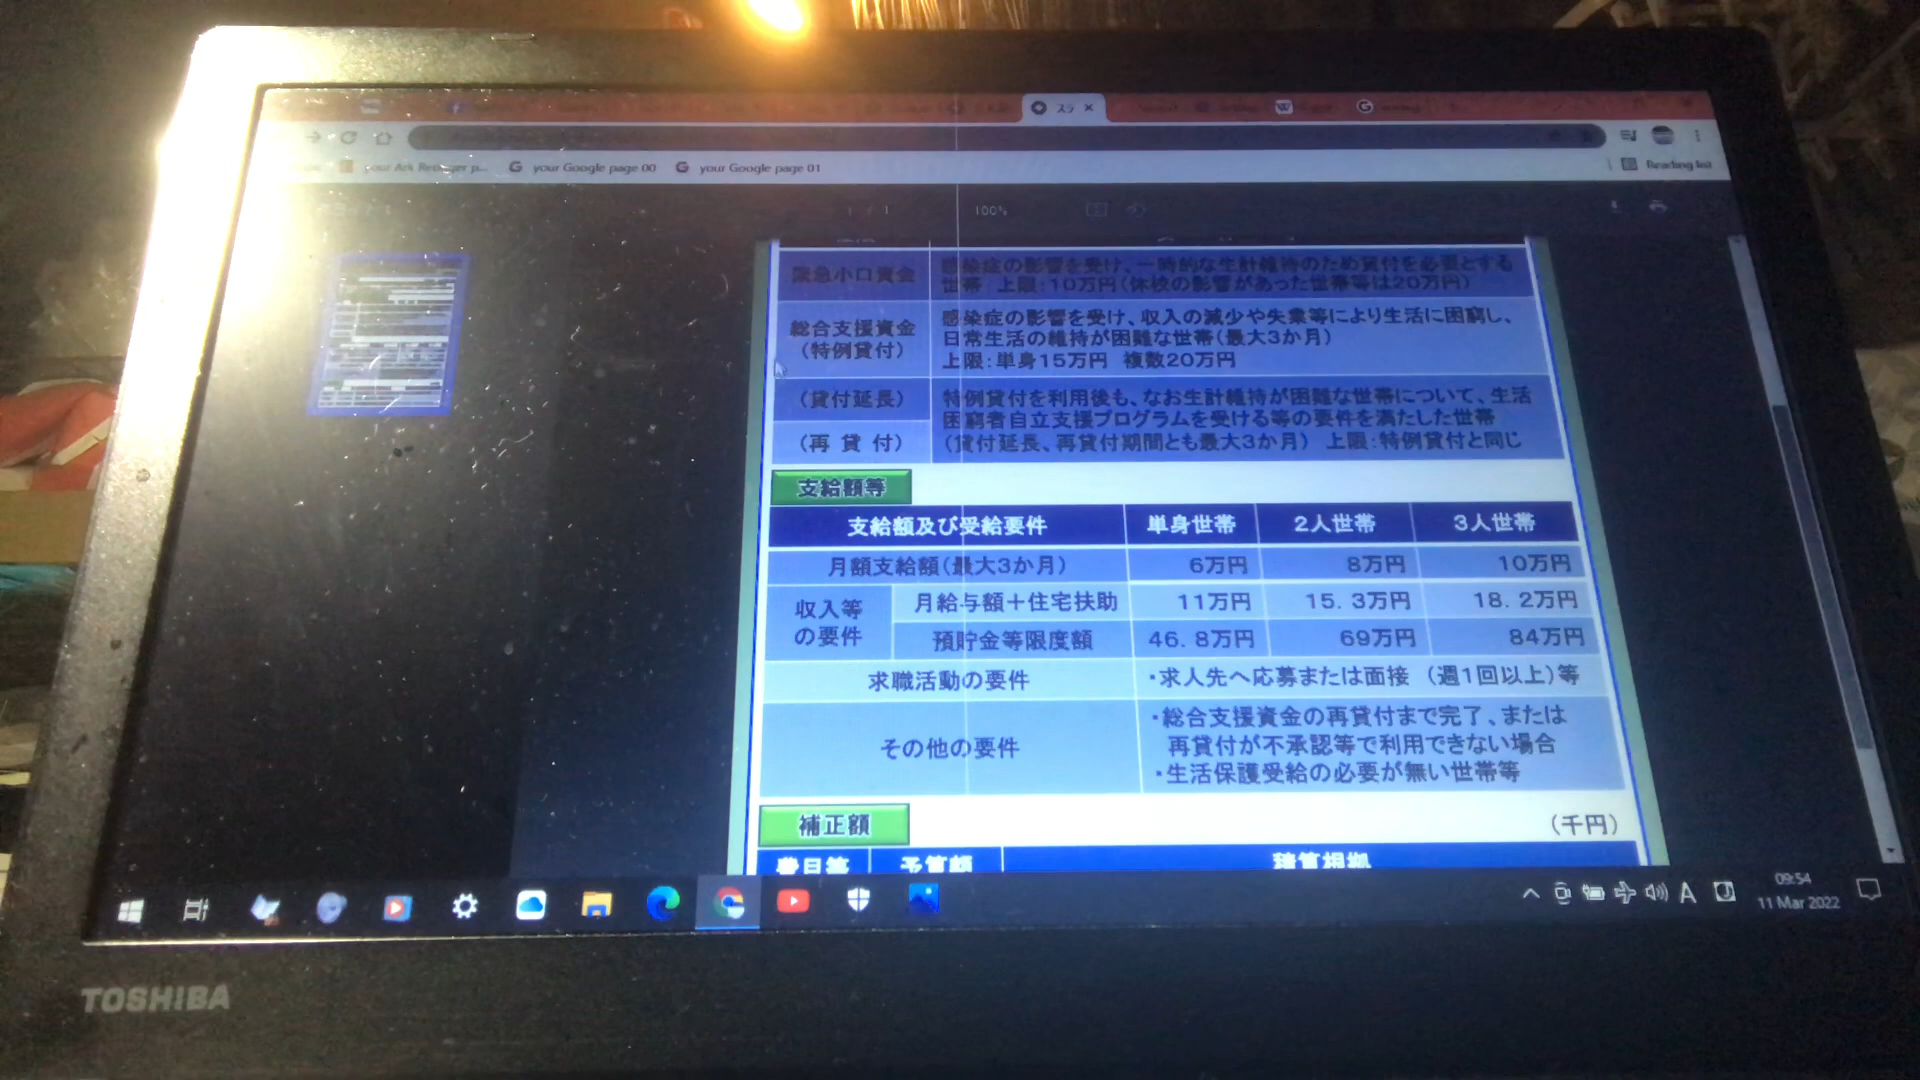 スラ
your Google page 00
your Google page 01
Reading list
1 / 1
100%
緊急小口資金
感染症の影響を受け、一時的な生計維持のため貸付を必要とする
世帯 上限:10万円(休校の影響があった世帯等は20万円)
総合支援資金
(特例貸付)
感染症の影響を受け、収入の減少や失業等により生活に困窮し、
日常生活の維持が困難な世帯(最大3か月)
上限:単身15万円 複数20万円
(貸付延長)
(再 貸 付)
特例貸付を利用後も、なお生計維持が困難な世帯について、生活
困窮者自立支援プログラムを受ける等の要件を満たした世帯
(貸付延長、再貸付期間とも最大3か月) 上限:特例貸付と同じ
支給額等
支給額及び受給要件 単身世帯 2人世帯 3人世帯
月額支給額(最大3か月) 6万円 8万円 10万円
収入等
の要件
月給与額+住宅扶助 11万円 15.3万円 18.2万円
預貯金等限度額 46.8万円 69万円 84万円
求職活動の要件 ・求人先へ応募または面接 (週1回以上)等
その他の要件
・総合支援資金の再貸付まで完了、または
再貸付が不承認等で利用できない場合
・生活保護受給の必要が無い世帯等
補正額
(千円)
費目等 予算額 積算根拠
A
09:54
11 Mar 2022
TOSHIBA